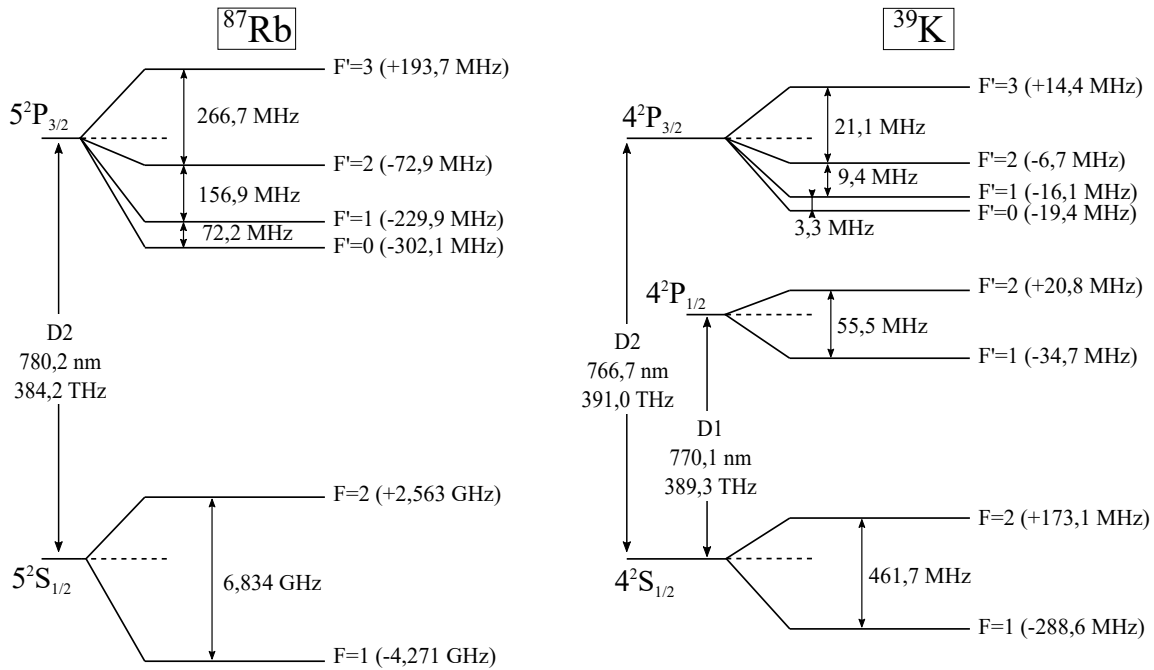 ⁸⁷Rb
F'=3 (+193,7 MHz)
5²P₃/₂
266,7 MHz
F'=2 (-72,9 MHz)
156,9 MHz
F'=1 (-229,9 MHz)
72,2 MHz
F'=0 (-302,1 MHz)
D2
780,2 nm
384,2 THz
F=2 (+2,563 GHz)
5²S₁/₂
6,834 GHz
F=1 (-4,271 GHz)
³⁹K
F'=3 (+14,4 MHz)
4²P₃/₂
21,1 MHz
F'=2 (-6,7 MHz)
9,4 MHz
F'=1 (-16,1 MHz)
F'=0 (-19,4 MHz)
3,3 MHz
4²P₁/₂
F'=2 (+20,8 MHz)
55,5 MHz
F'=1 (-34,7 MHz)
D2
766,7 nm
391,0 THz
D1
770,1 nm
389,3 THz
F=2 (+173,1 MHz)
4²S₁/₂
461,7 MHz
F=1 (-288,6 MHz)